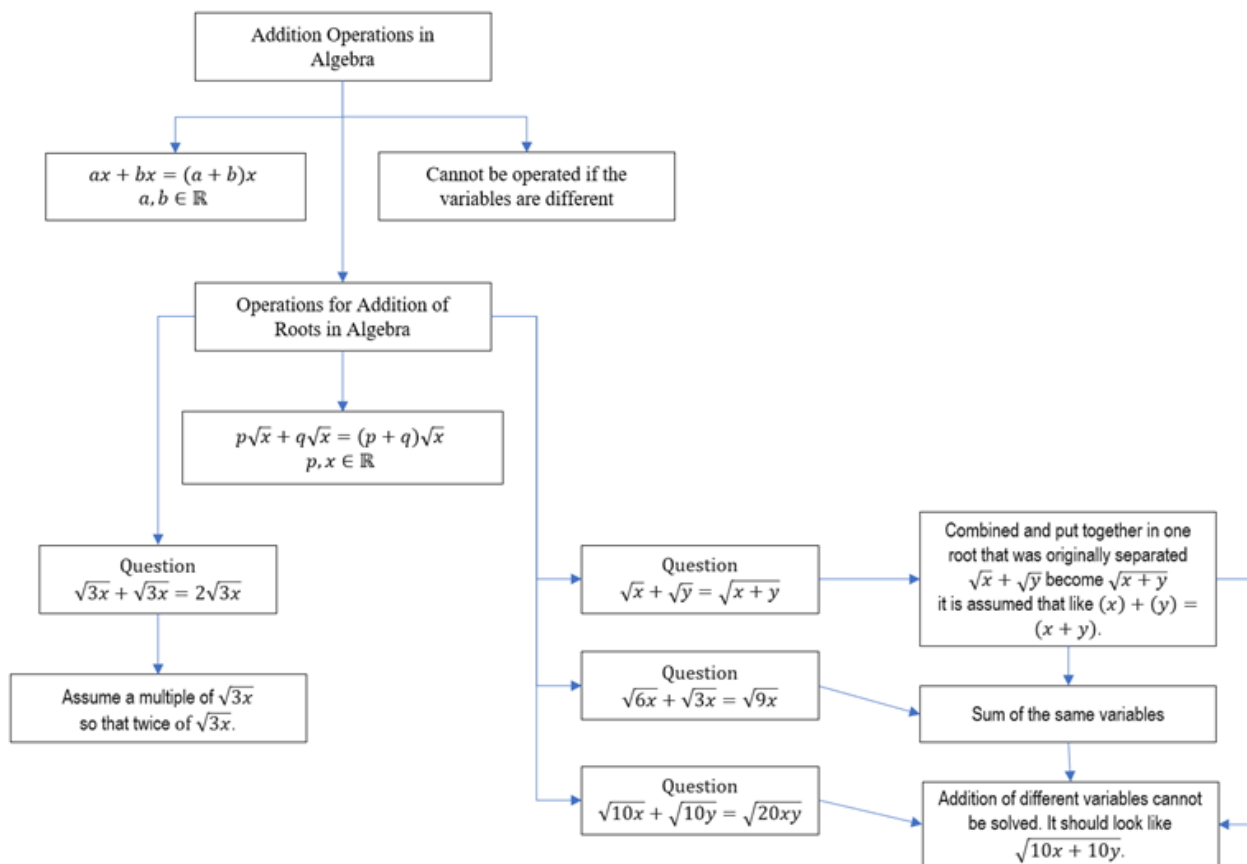 Addition Operations in
Algebra
ax + bx = (a + b)x
a, b ∈ ℝ
Cannot be operated if the
variables are different
Operations for Addition of
Roots in Algebra
p√x + q√x = (p + q)√x
p, x ∈ ℝ
Question
√3x + √3x = 2√3x
Assume a multiple of √3x
so that twice of √3x.
Question
√x + √y = √x + y
Combined and put together in one
root that was originally separated
√x + √y become √x + y
it is assumed that like (x) + (y) =
(x + y).
Question
√6x + √3x = √9x
Sum of the same variables
Question
√10x + √10y = √20xy
Addition of different variables cannot
be solved. It should look like
√10x + 10y.